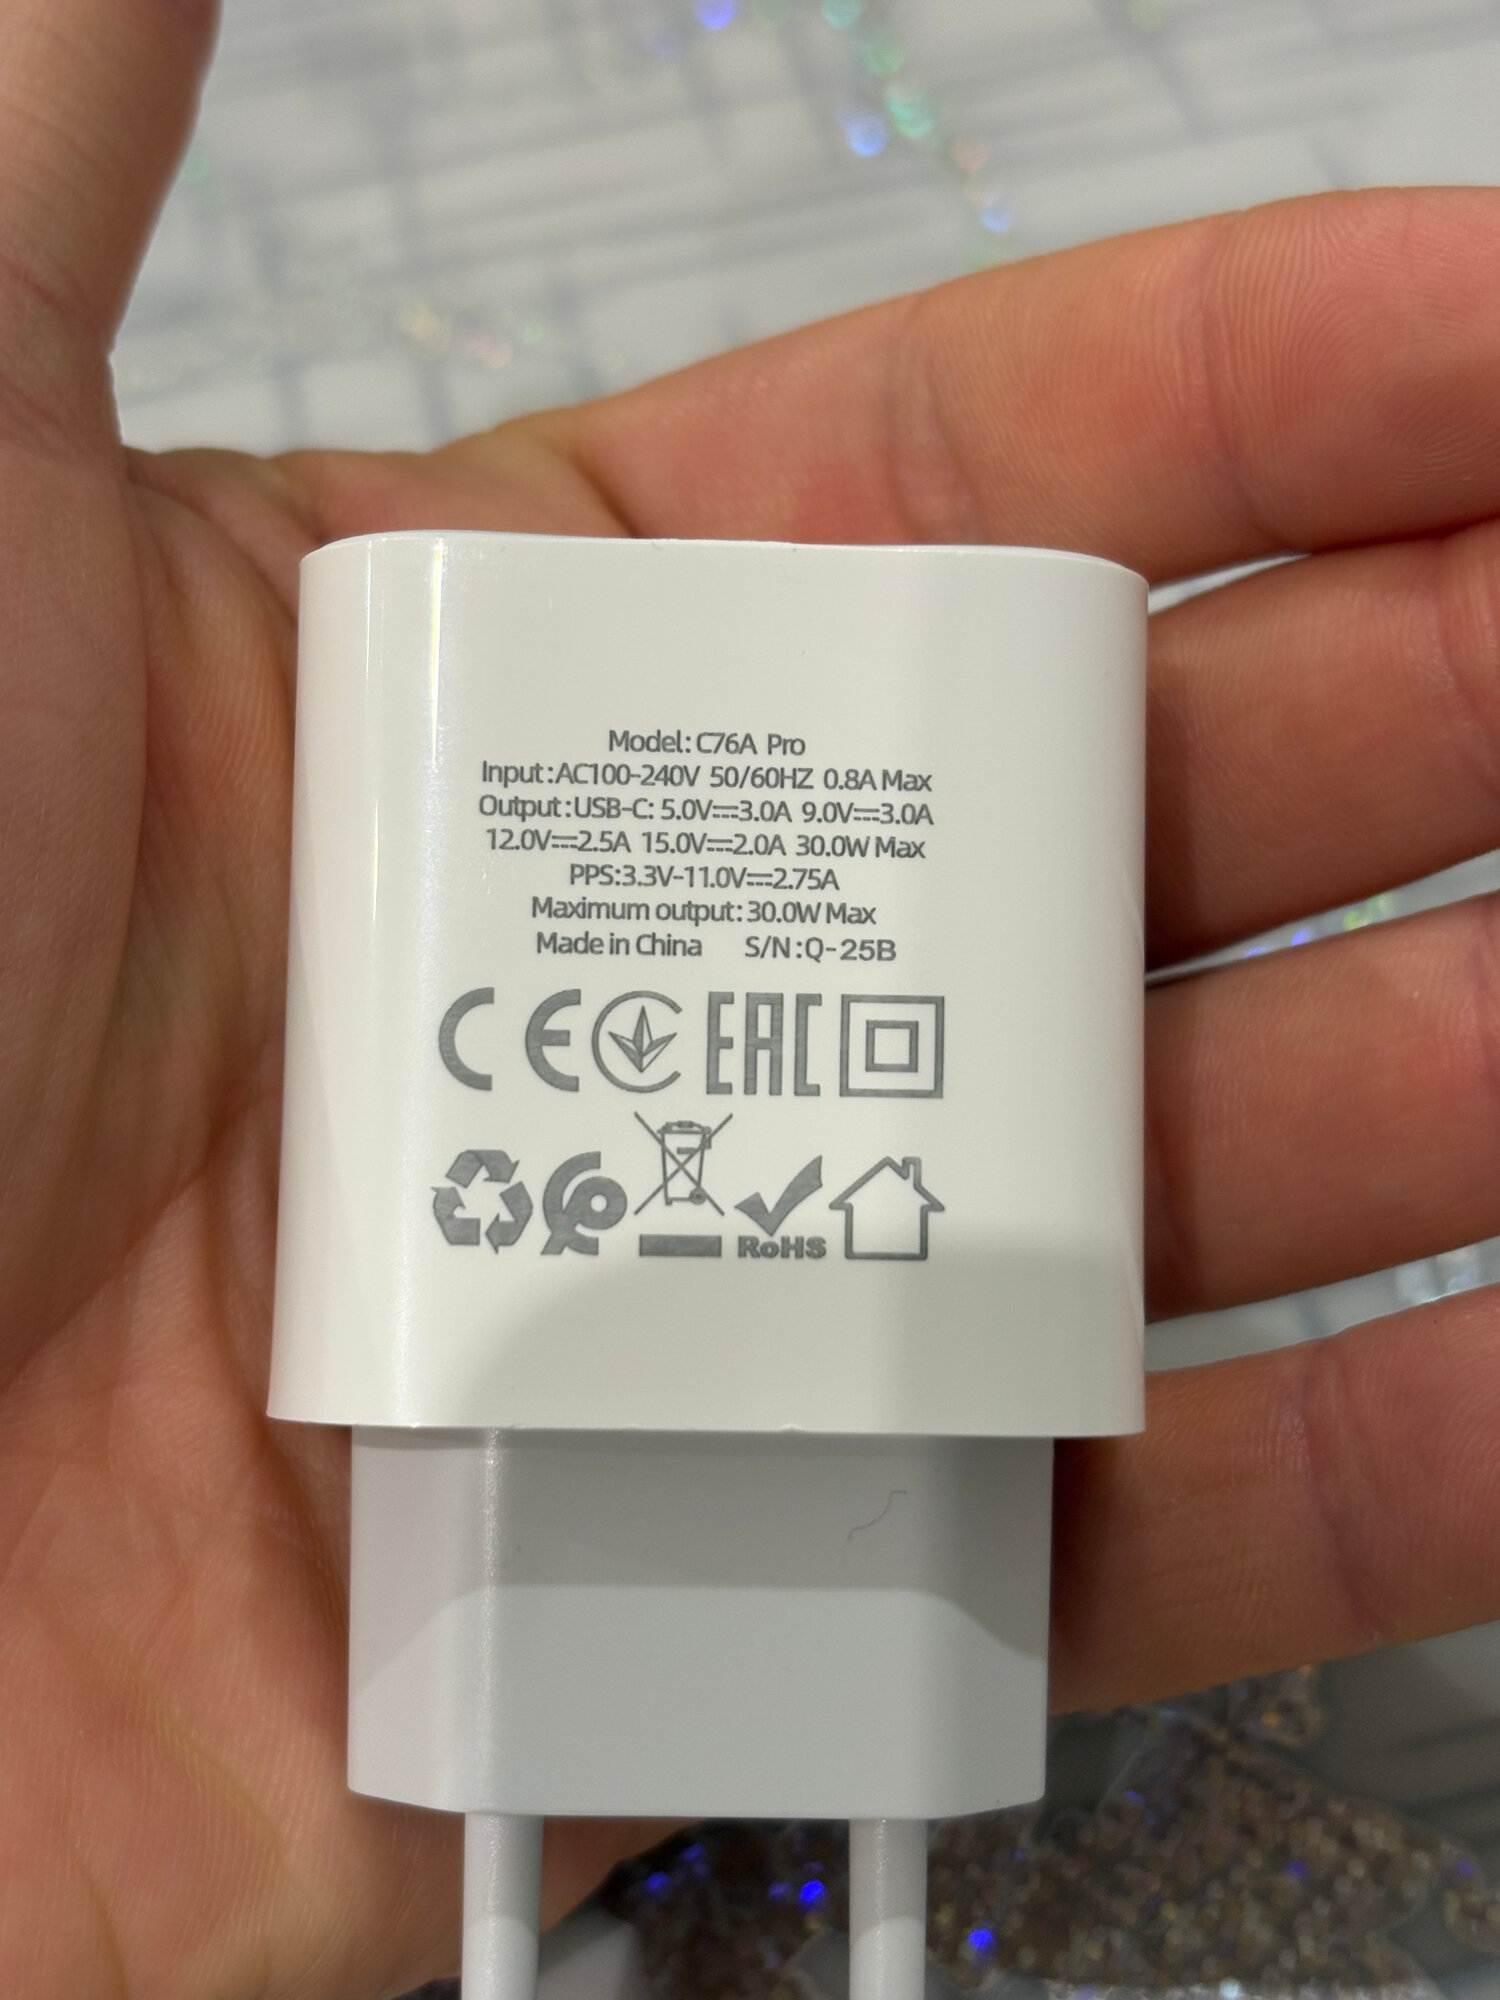 Model: C76A Pro
Input:AC100-240V 50/60HZ 0.8A Max
Output:USB-C: 5.0V⎓3.0A 9.0V⎓3.0A
12.0V⎓2.5A 15.0V⎓2.0A 30.0W Max
PPS:3.3V-11.0V⎓2.75A
Maximum output: 30.0W Max
Made in China S/N:Q-25B
CE EAC
RoHS